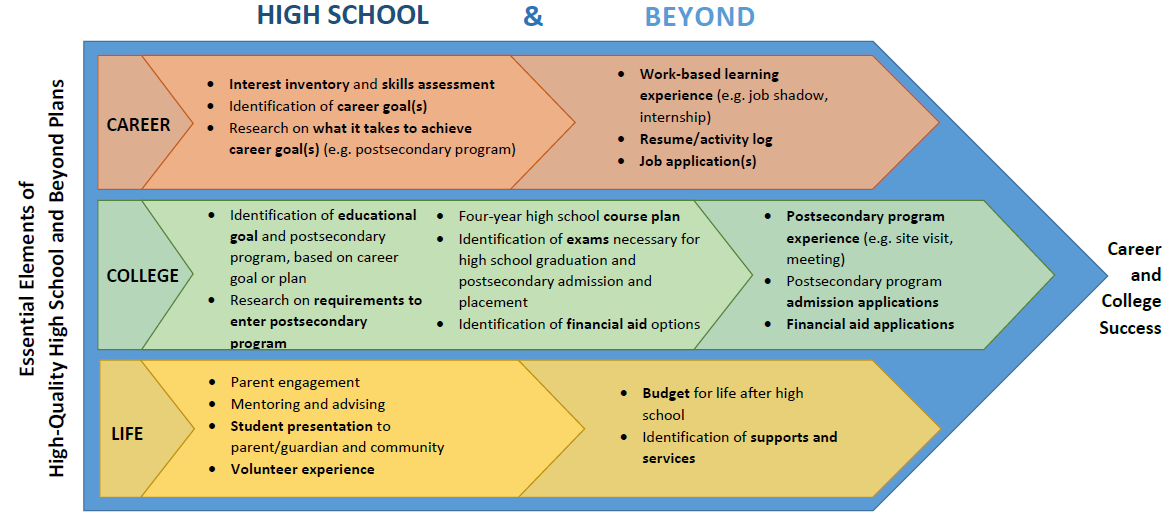 HIGH SCHOOL & BEYOND
Essential Elements of
High-Quality High School and Beyond Plans
CAREER
• Interest inventory and skills assessment
• Identification of career goal(s)
• Research on what it takes to achieve
career goal(s) (e.g. postsecondary program)
• Work-based learning
experience (e.g. job shadow,
internship)
• Resume/activity log
• Job application(s)
COLLEGE
• Identification of educational
goal and postsecondary
program, based on career
goal or plan
• Research on requirements to
enter postsecondary
program
• Four-year high school course plan
• Identification of exams necessary for
high school graduation and
postsecondary admission and
placement
• Identification of financial aid options
• Postsecondary program
experience (e.g. site visit,
meeting)
• Postsecondary program
admission applications
• Financial aid applications
LIFE
• Parent engagement
• Mentoring and advising
• Student presentation to
parent/guardian and community
• Volunteer experience
• Budget for life after high
school
• Identification of supports and
services
Career
and
College
Success